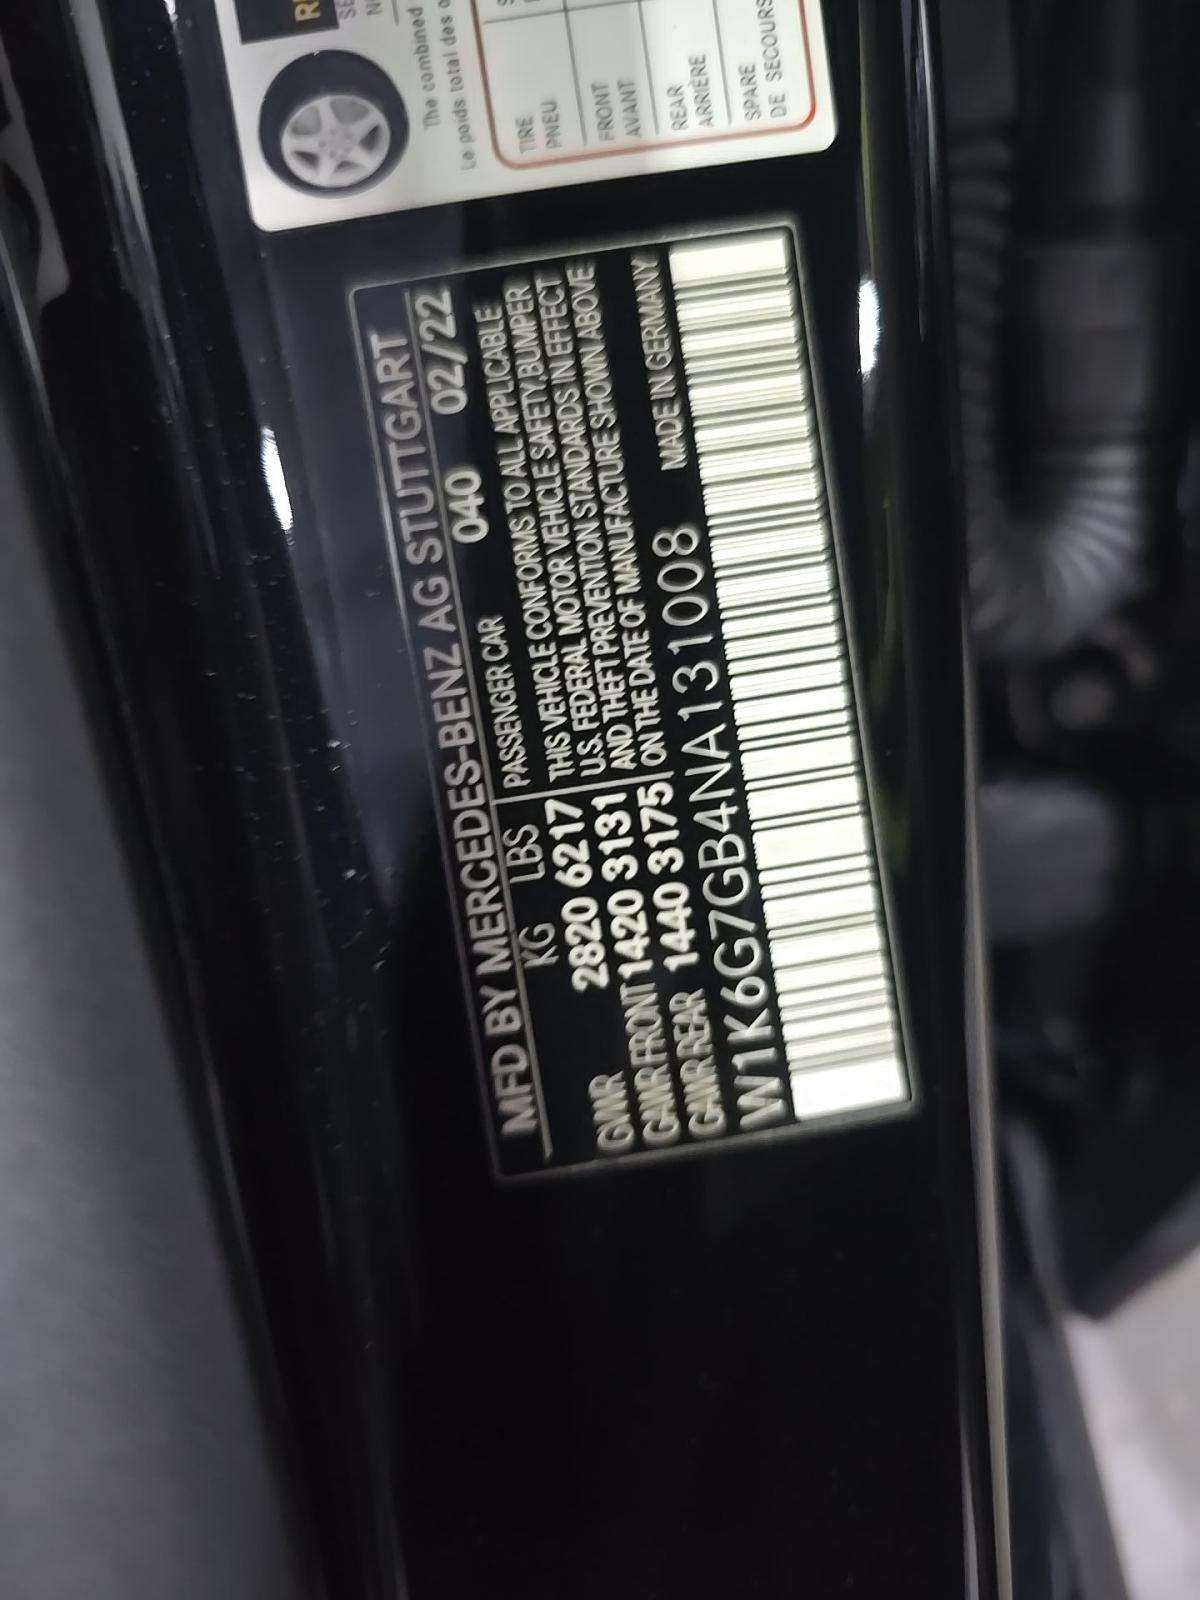 MFD BY MERCEDES-BENZ AG STUTTGART
KG LBS PASSENGER CAR 040 02/22
GVWR 2820 6217
GAWR FRONT 1420 3131
GAWR REAR 1440 3175
THIS VEHICLE CONFORMS TO ALL APPLICABLE
U.S. FEDERAL MOTOR VEHICLE SAFETY, BUMPER
AND THEFT PREVENTION STANDARDS IN EFFECT
ON THE DATE OF MANUFACTURE SHOWN ABOVE
W1K6G7GB4NA131008 MADE IN GERMANY
The combined
Le poids total des
TIRE
PNEU
FRONT
AVANT
REAR
ARRIÈRE
SPARE
DE SECOURS